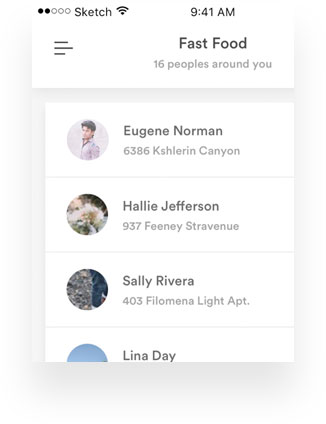 Sketch 9:41 AM
Fast Food
16 peoples around you
Eugene Norman
6386 Kshlerin Canyon
Hallie Jefferson
937 Feeney Stravenue
Sally Rivera
403 Filomena Light Apt.
Lina Day